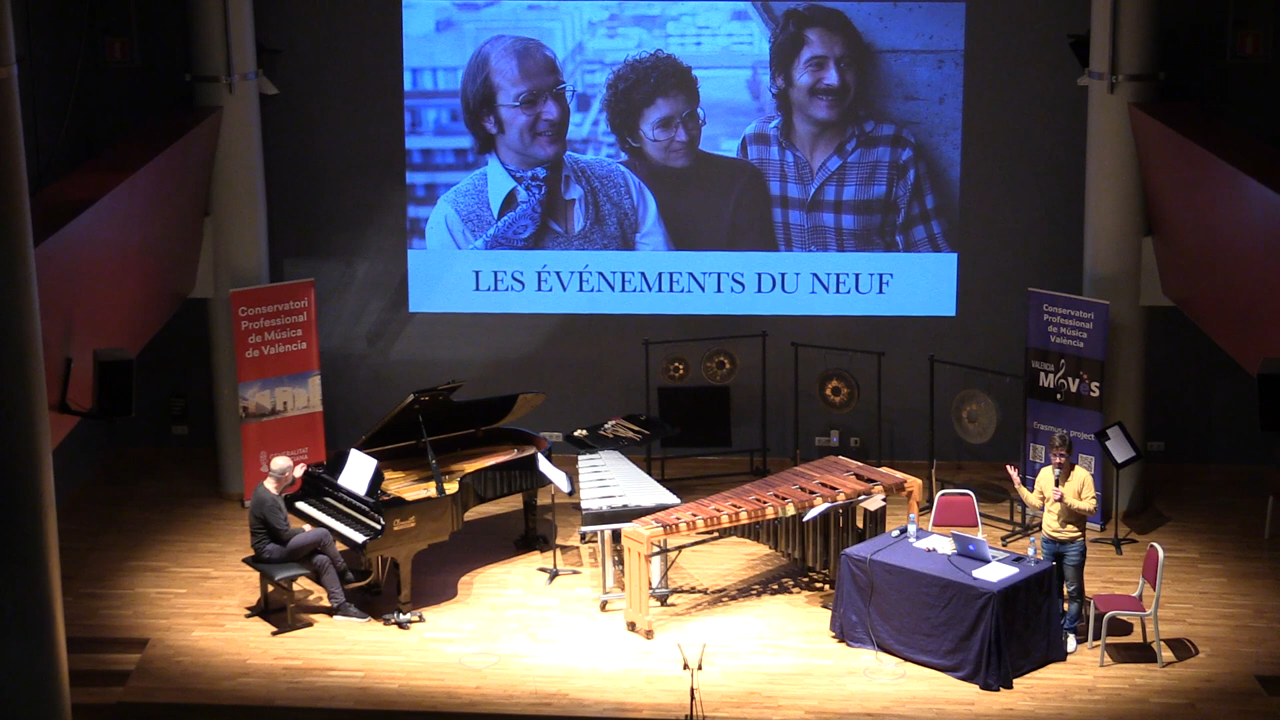 LES ÉVÉNEMENTS DU NEUF
Conservatori
Professional
de Música
de València
GENERALITAT
Conservatori
Professional
de Música
València
VALENCIA
MOVES
Erasmus+ project